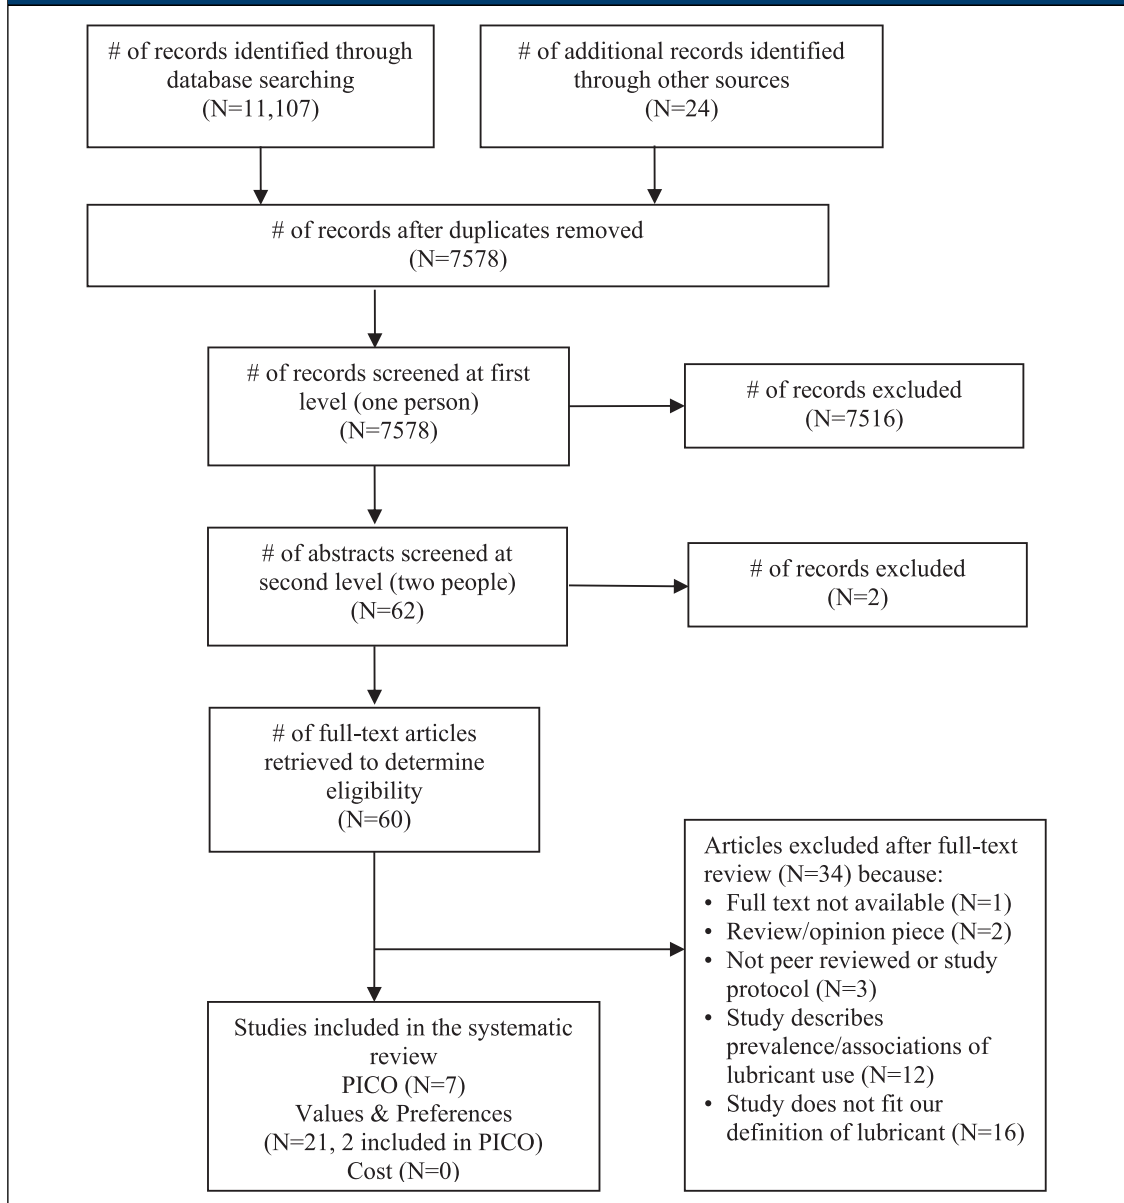 # of records identified through
database searching
(N=11,107)
# of additional records identified
through other sources
(N=24)
# of records after duplicates removed
(N=7578)
# of records screened at first
level (one person)
(N=7578)
# of records excluded
(N=7516)
# of abstracts screened at
second level (two people)
(N=62)
# of records excluded
(N=2)
# of full-text articles
retrieved to determine
eligibility
(N=60)
Articles excluded after full-text
review (N=34) because:
• Full text not available (N=1)
• Review/opinion piece (N=2)
• Not peer reviewed or study
protocol (N=3)
• Study describes
prevalence/associations of
lubricant use (N=12)
• Study does not fit our
definition of lubricant (N=16)
Studies included in the systematic
review
PICO (N=7)
Values & Preferences
(N=21, 2 included in PICO)
Cost (N=0)